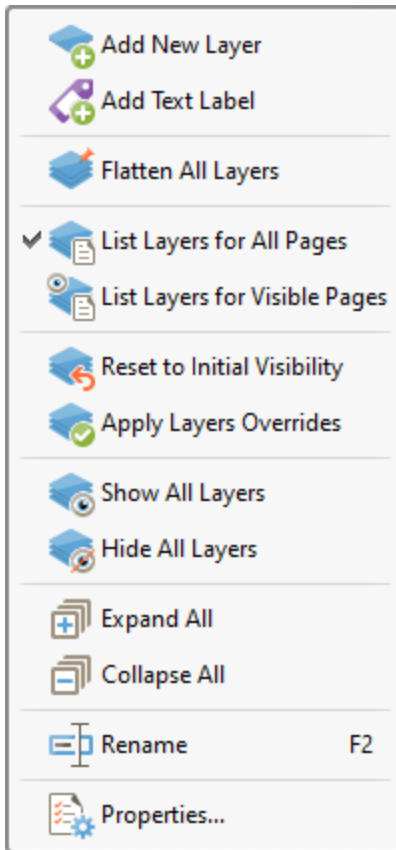 Add New Layer
Add Text Label
Flatten All Layers
List Layers for All Pages
List Layers for Visible Pages
Reset to Initial Visibility
Apply Layers Overrides
Show All Layers
Hide All Layers
Expand All
Collapse All
Rename F2
Properties...